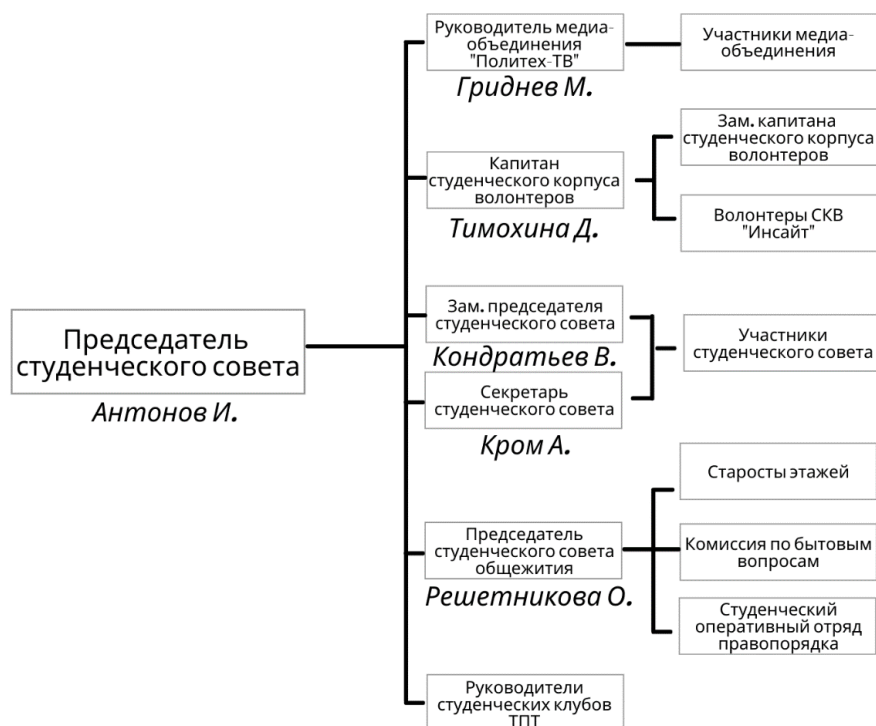 Руководитель медиа-
объединения
"Политех-ТВ"
Гриднев М.
Участники медиа-
объединения
Капитан
студенческого корпуса
волонтеров
Тимохина Д.
Зам. капитана
студенческого корпуса
волонтеров
Волонтеры СКВ
"Инсайт"
Председатель
студенческого совета
Антонов И.
Зам. председателя
студенческого совета
Кондратьев В.
Секретарь
студенческого совета
Кром А.
Участники
студенческого совета
Председатель
студенческого совета
общежития
Решетникова О.
Старосты этажей
Комиссия по бытовым
вопросам
Студенческий
оперативный отряд
правопорядка
Руководители
студенческих клубов
ТПТ